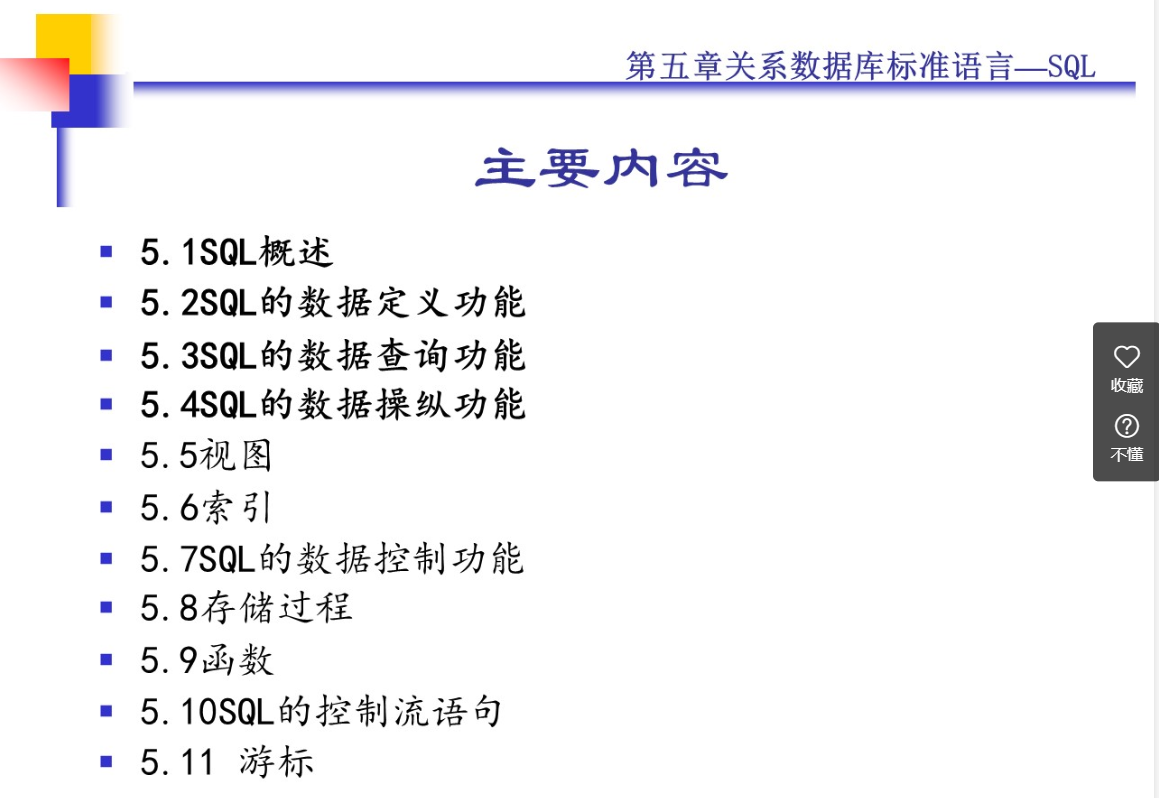 第五章关系数据库标准语言—SQL
主要内容
5.1SQL概述
5.2SQL的数据定义功能
5.3SQL的数据查询功能
5.4SQL的数据操纵功能
5.5视图
5.6索引
5.7SQL的数据控制功能
5.8存储过程
5.9函数
5.10SQL的控制流语句
5.11 游标
收藏
不懂